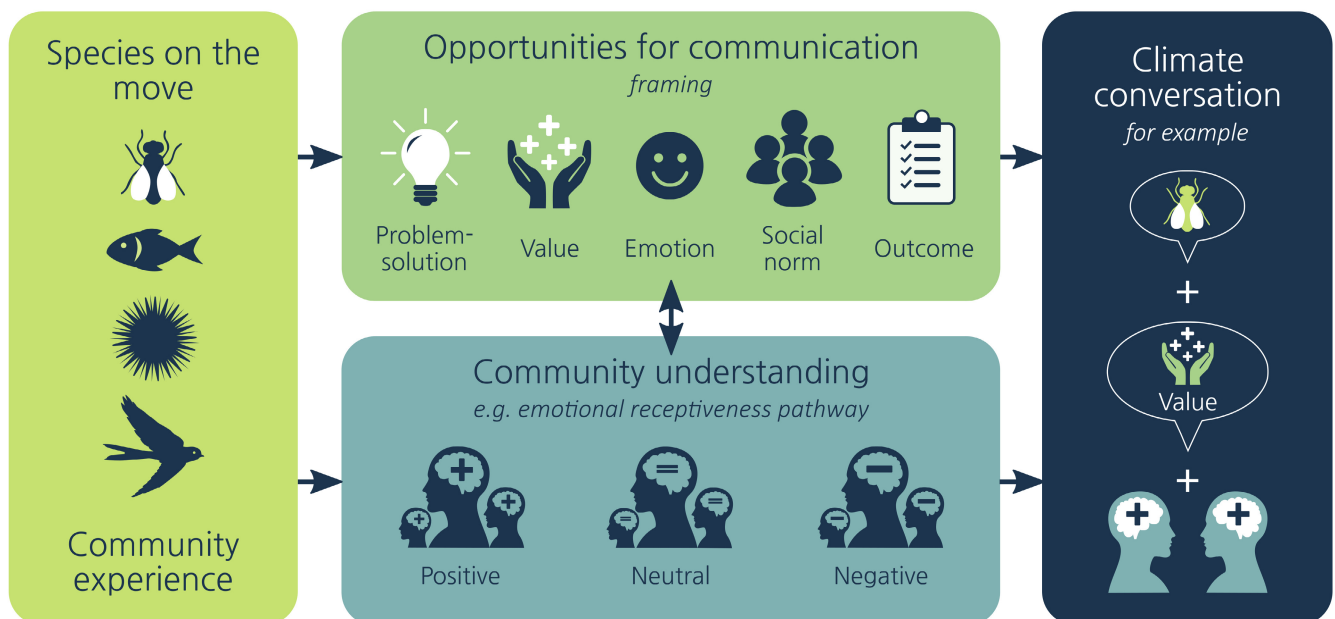 Species on the
move
Community
experience
Opportunities for communication
framing
Problem-
solution
Value
Emotion
Social
norm
Outcome
Community understanding
e.g. emotional receptiveness pathway
Positive
Neutral
Negative
Climate
conversation
for example
Value